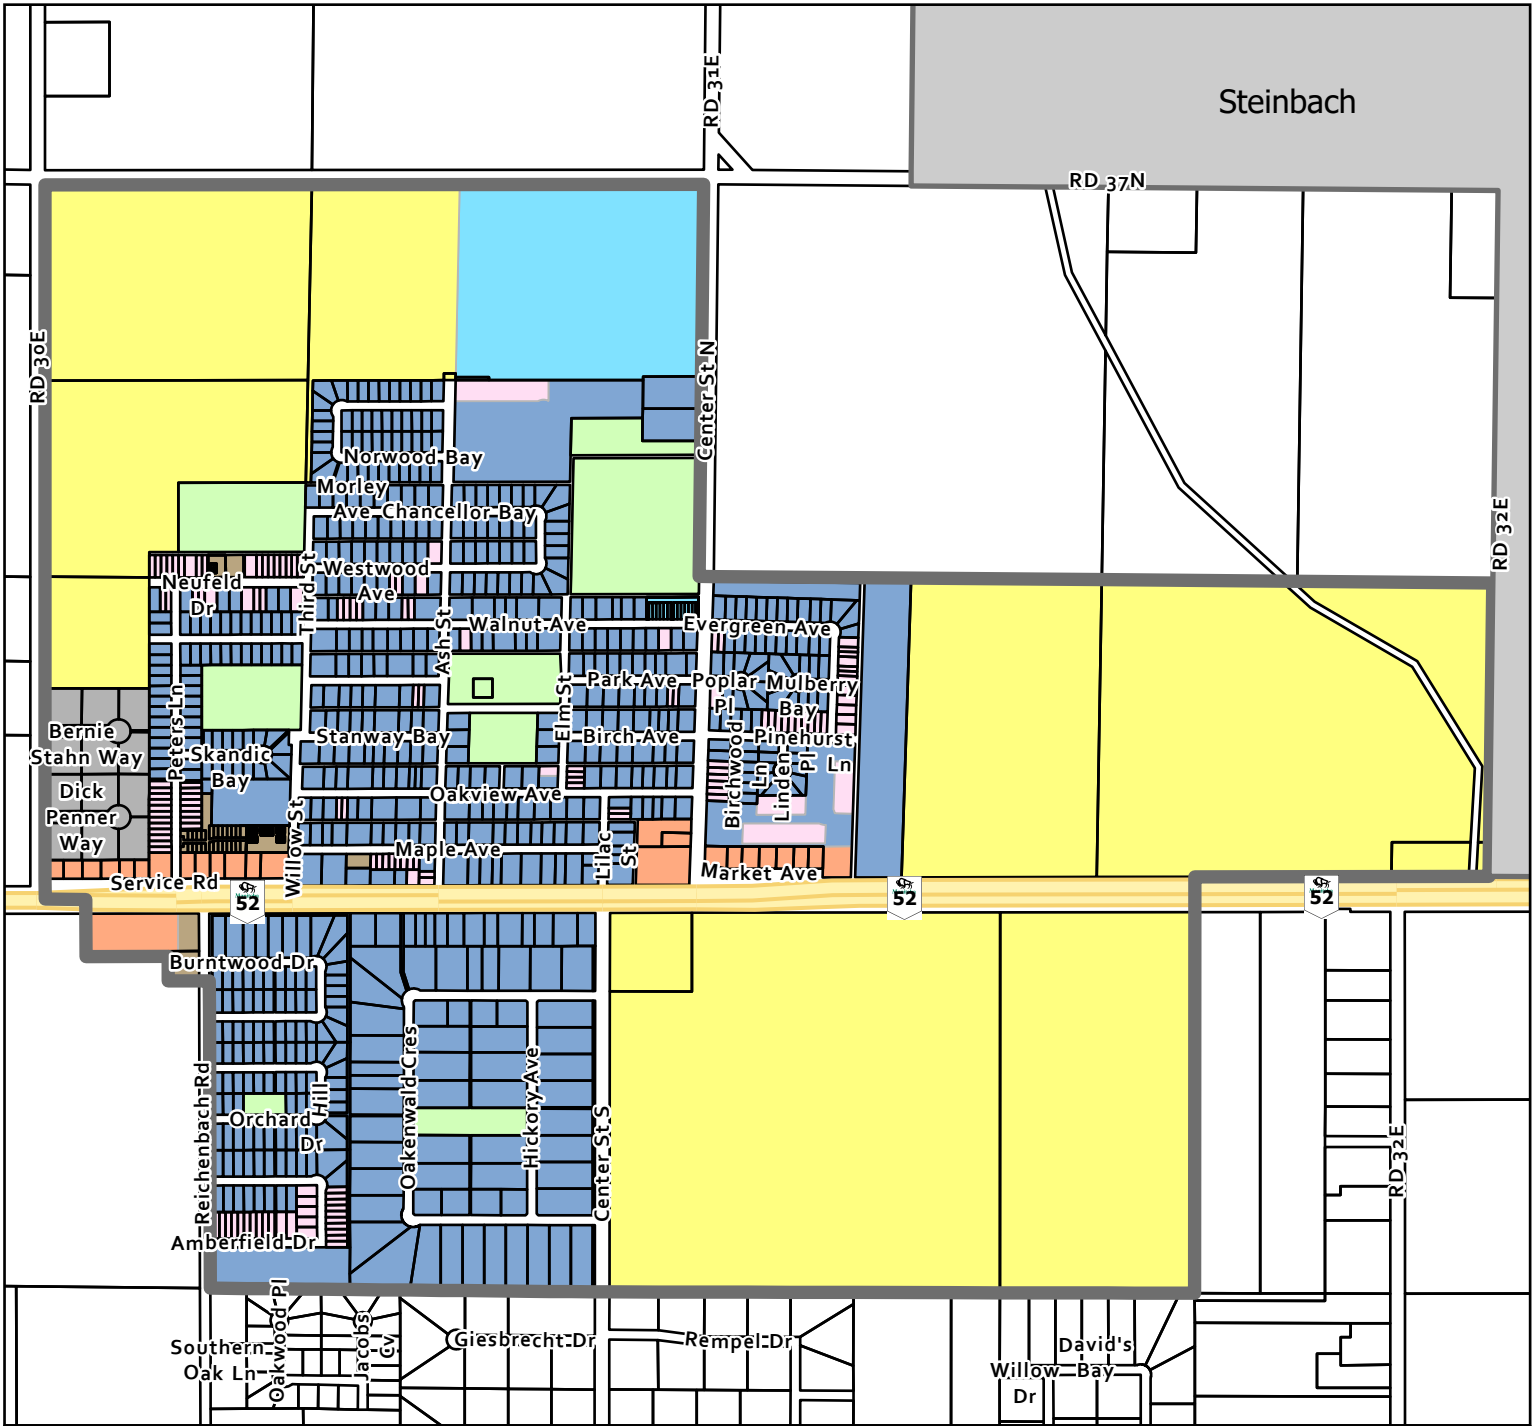 RD 31E
Steinbach
RD 37N
RD 30E
Center St N
Norwood Bay
Morley
Ave
Chancellor Bay
RD 32E
Westwood
Ave
Neufeld
Dr
Third St
Walnut Ave
Evergreen Ave
Ash St
Park Ave
Poplar
Pl
Mulberry
Bay
Elm St
Peters Ln
Bernie
Stahn Way
Skandic
Bay
Stanway Bay
Birch Ave
Pinehurst
Ln
Birchwood
Ln
Linden
Pl
Dick
Penner
Way
Oakview Ave
Willow St
Maple Ave
Lilac
St
Market Ave
Service Rd
52
52
52
Burntwood Dr
Reichenbach Rd
Orchard Hill
Dr
Oakenwald Cres
Hickory Ave
Center St S
RD 32E
Amberfield Dr
Oakwood Pl
Jacobs
Cv
Southern
Oak Ln
Giesbrecht Dr
Rempel Dr
David's
Willow Bay
Dr